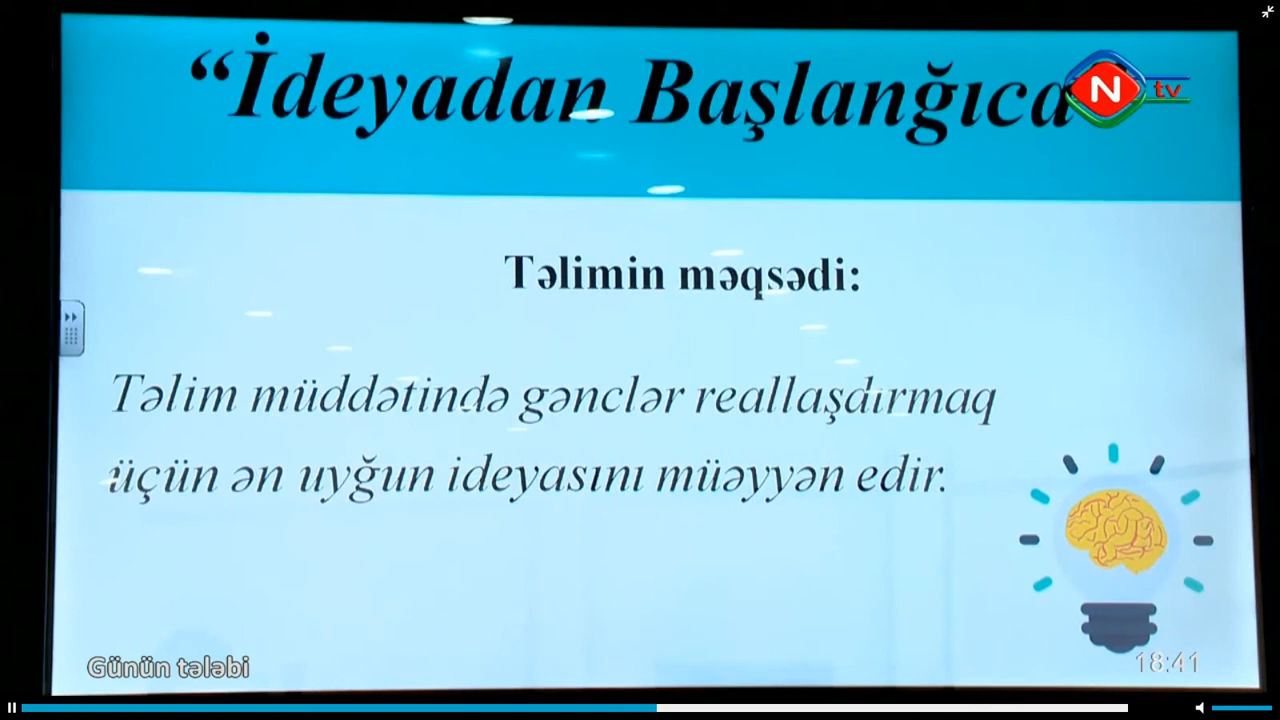 “İdeyadan Başlanğıca
N tv
Təlimin məqsədi:
Təlim müddətində gənclər reallaşdırmaq
üçün ən uyğun ideyasını müəyyən edir.
Günün tələbi
18:41